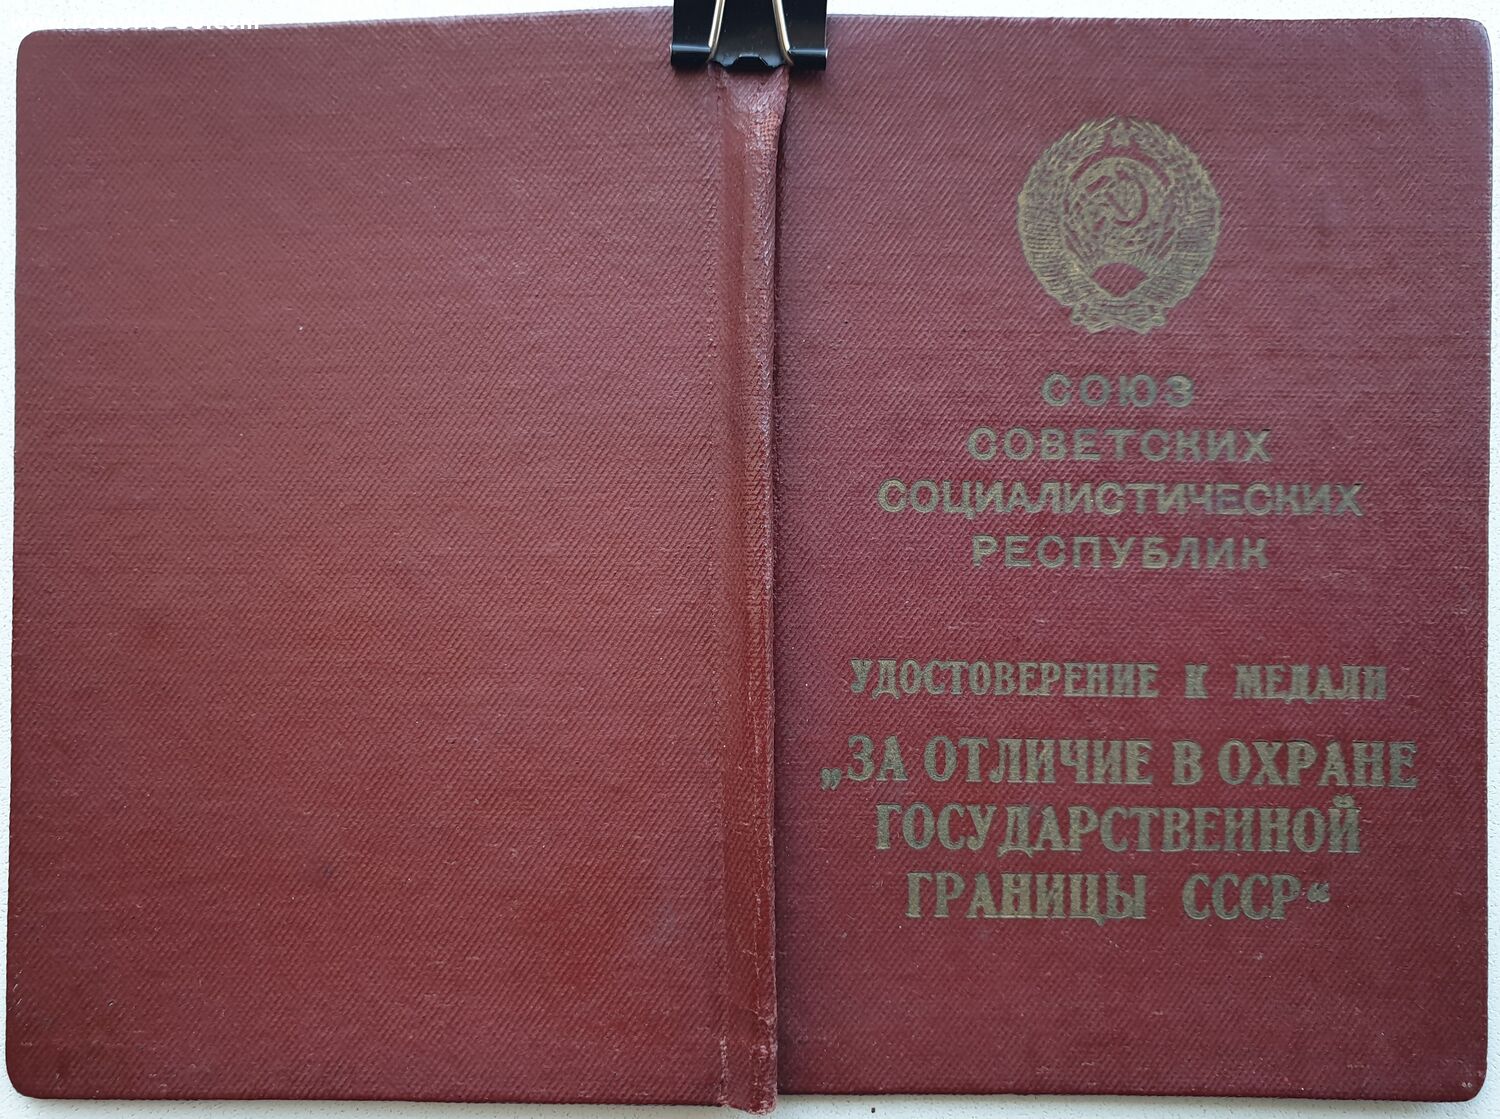 СОЮЗ
СОВЕТСКИХ
СОЦИАЛИСТИЧЕСКИХ
РЕСПУБЛИК
УДОСТОВЕРЕНИЕ К МЕДАЛИ
„ЗА ОТЛИЧИЕ В ОХРАНЕ
ГОСУДАРСТВЕННОЙ
ГРАНИЦЫ СССР“